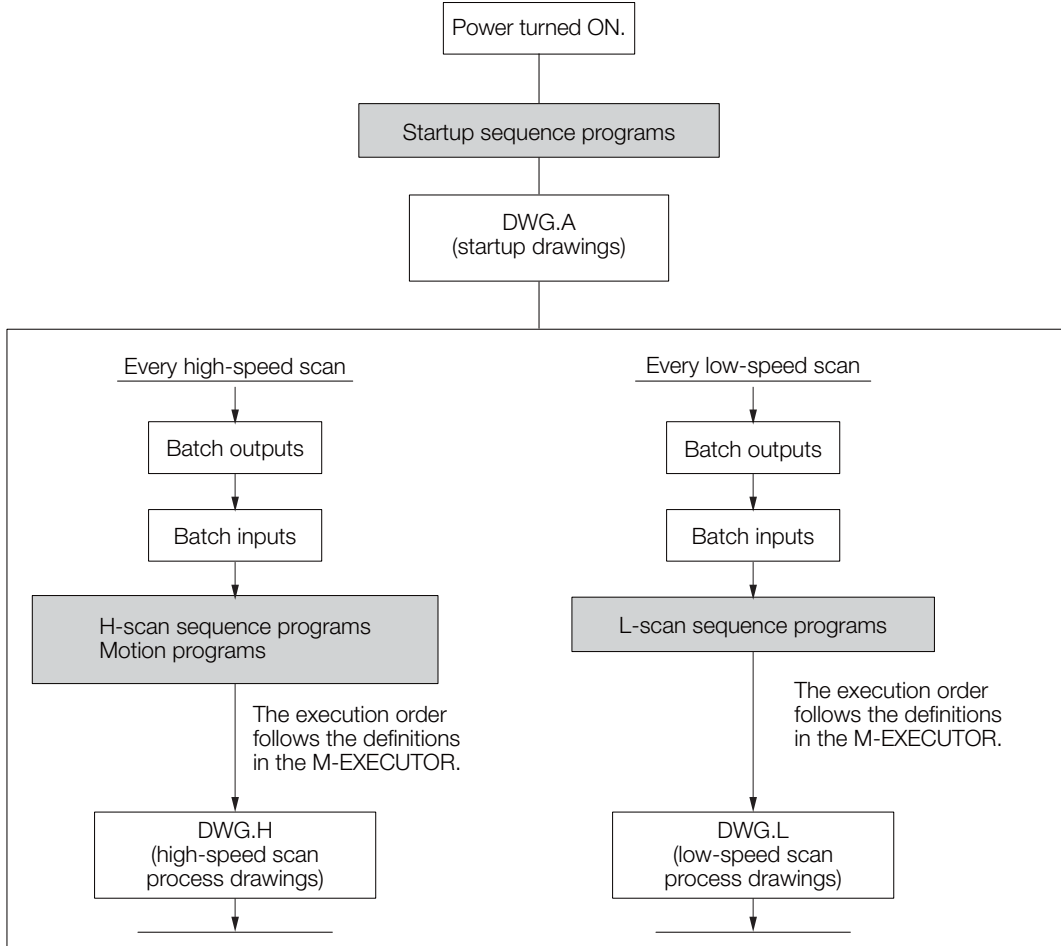 Power turned ON.
Startup sequence programs
DWG.A
(startup drawings)
Every high-speed scan
Batch outputs
Batch inputs
H-scan sequence programs
Motion programs
The execution order
follows the definitions
in the M-EXECUTOR.
DWG.H
(high-speed scan
process drawings)
Every low-speed scan
Batch outputs
Batch inputs
L-scan sequence programs
The execution order
follows the definitions
in the M-EXECUTOR.
DWG.L
(low-speed scan
process drawings)